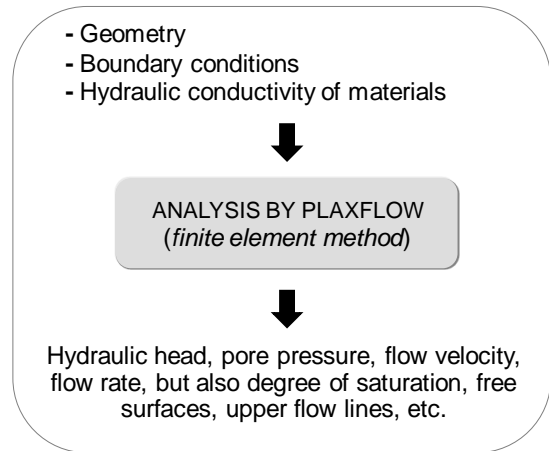 - Geometry
- Boundary conditions
- Hydraulic conductivity of materials
ANALYSIS BY PLAXFLOW
(finite element method)
Hydraulic head, pore pressure, flow velocity,
flow rate, but also degree of saturation, free
surfaces, upper flow lines, etc.